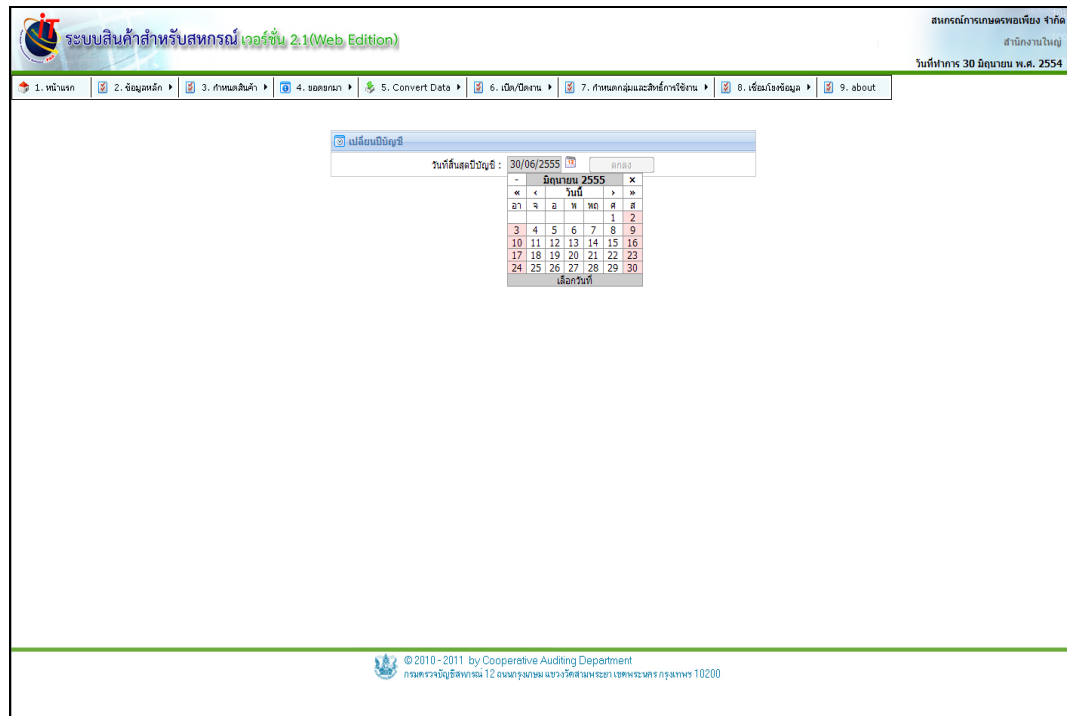 ระบบสินค้าสำหรับสหกรณ์ เวอร์ชั่น 2.1(Web Edition)
สหกรณ์การเกษตรพอเพียง จำกัด
สำนักงานใหญ่
วันที่ทำการ 30 มิถุนายน พ.ศ. 2554
1. หน้าแรก 2. ข้อมูลหลัก 3. กำหนดสินค้า 4. ยอดยกมา 5. Convert Data 6. เปิด/ปิดงาน 7. กำหนดกลุ่มและสิทธิ์การใช้งาน 8. เชื่อมโยงข้อมูล 9. about
เปลี่ยนปีบัญชี
วันที่สิ้นสุดปีบัญชี : 30/06/2555 ตกลง
- มิถุนายน 2555 x
« ‹ วันนี้ › »
อา จ อ พ พฤ ศ ส
1 2
3 4 5 6 7 8 9
10 11 12 13 14 15 16
17 18 19 20 21 22 23
24 25 26 27 28 29 30
เลือกวันที่
© 2010 - 2011 by Cooperative Auditing Department
กรมตรวจบัญชีสหกรณ์ 12 ถนนกรุงเกษม แขวงวัดสามพระยา เขตพระนคร กรุงเทพฯ 10200